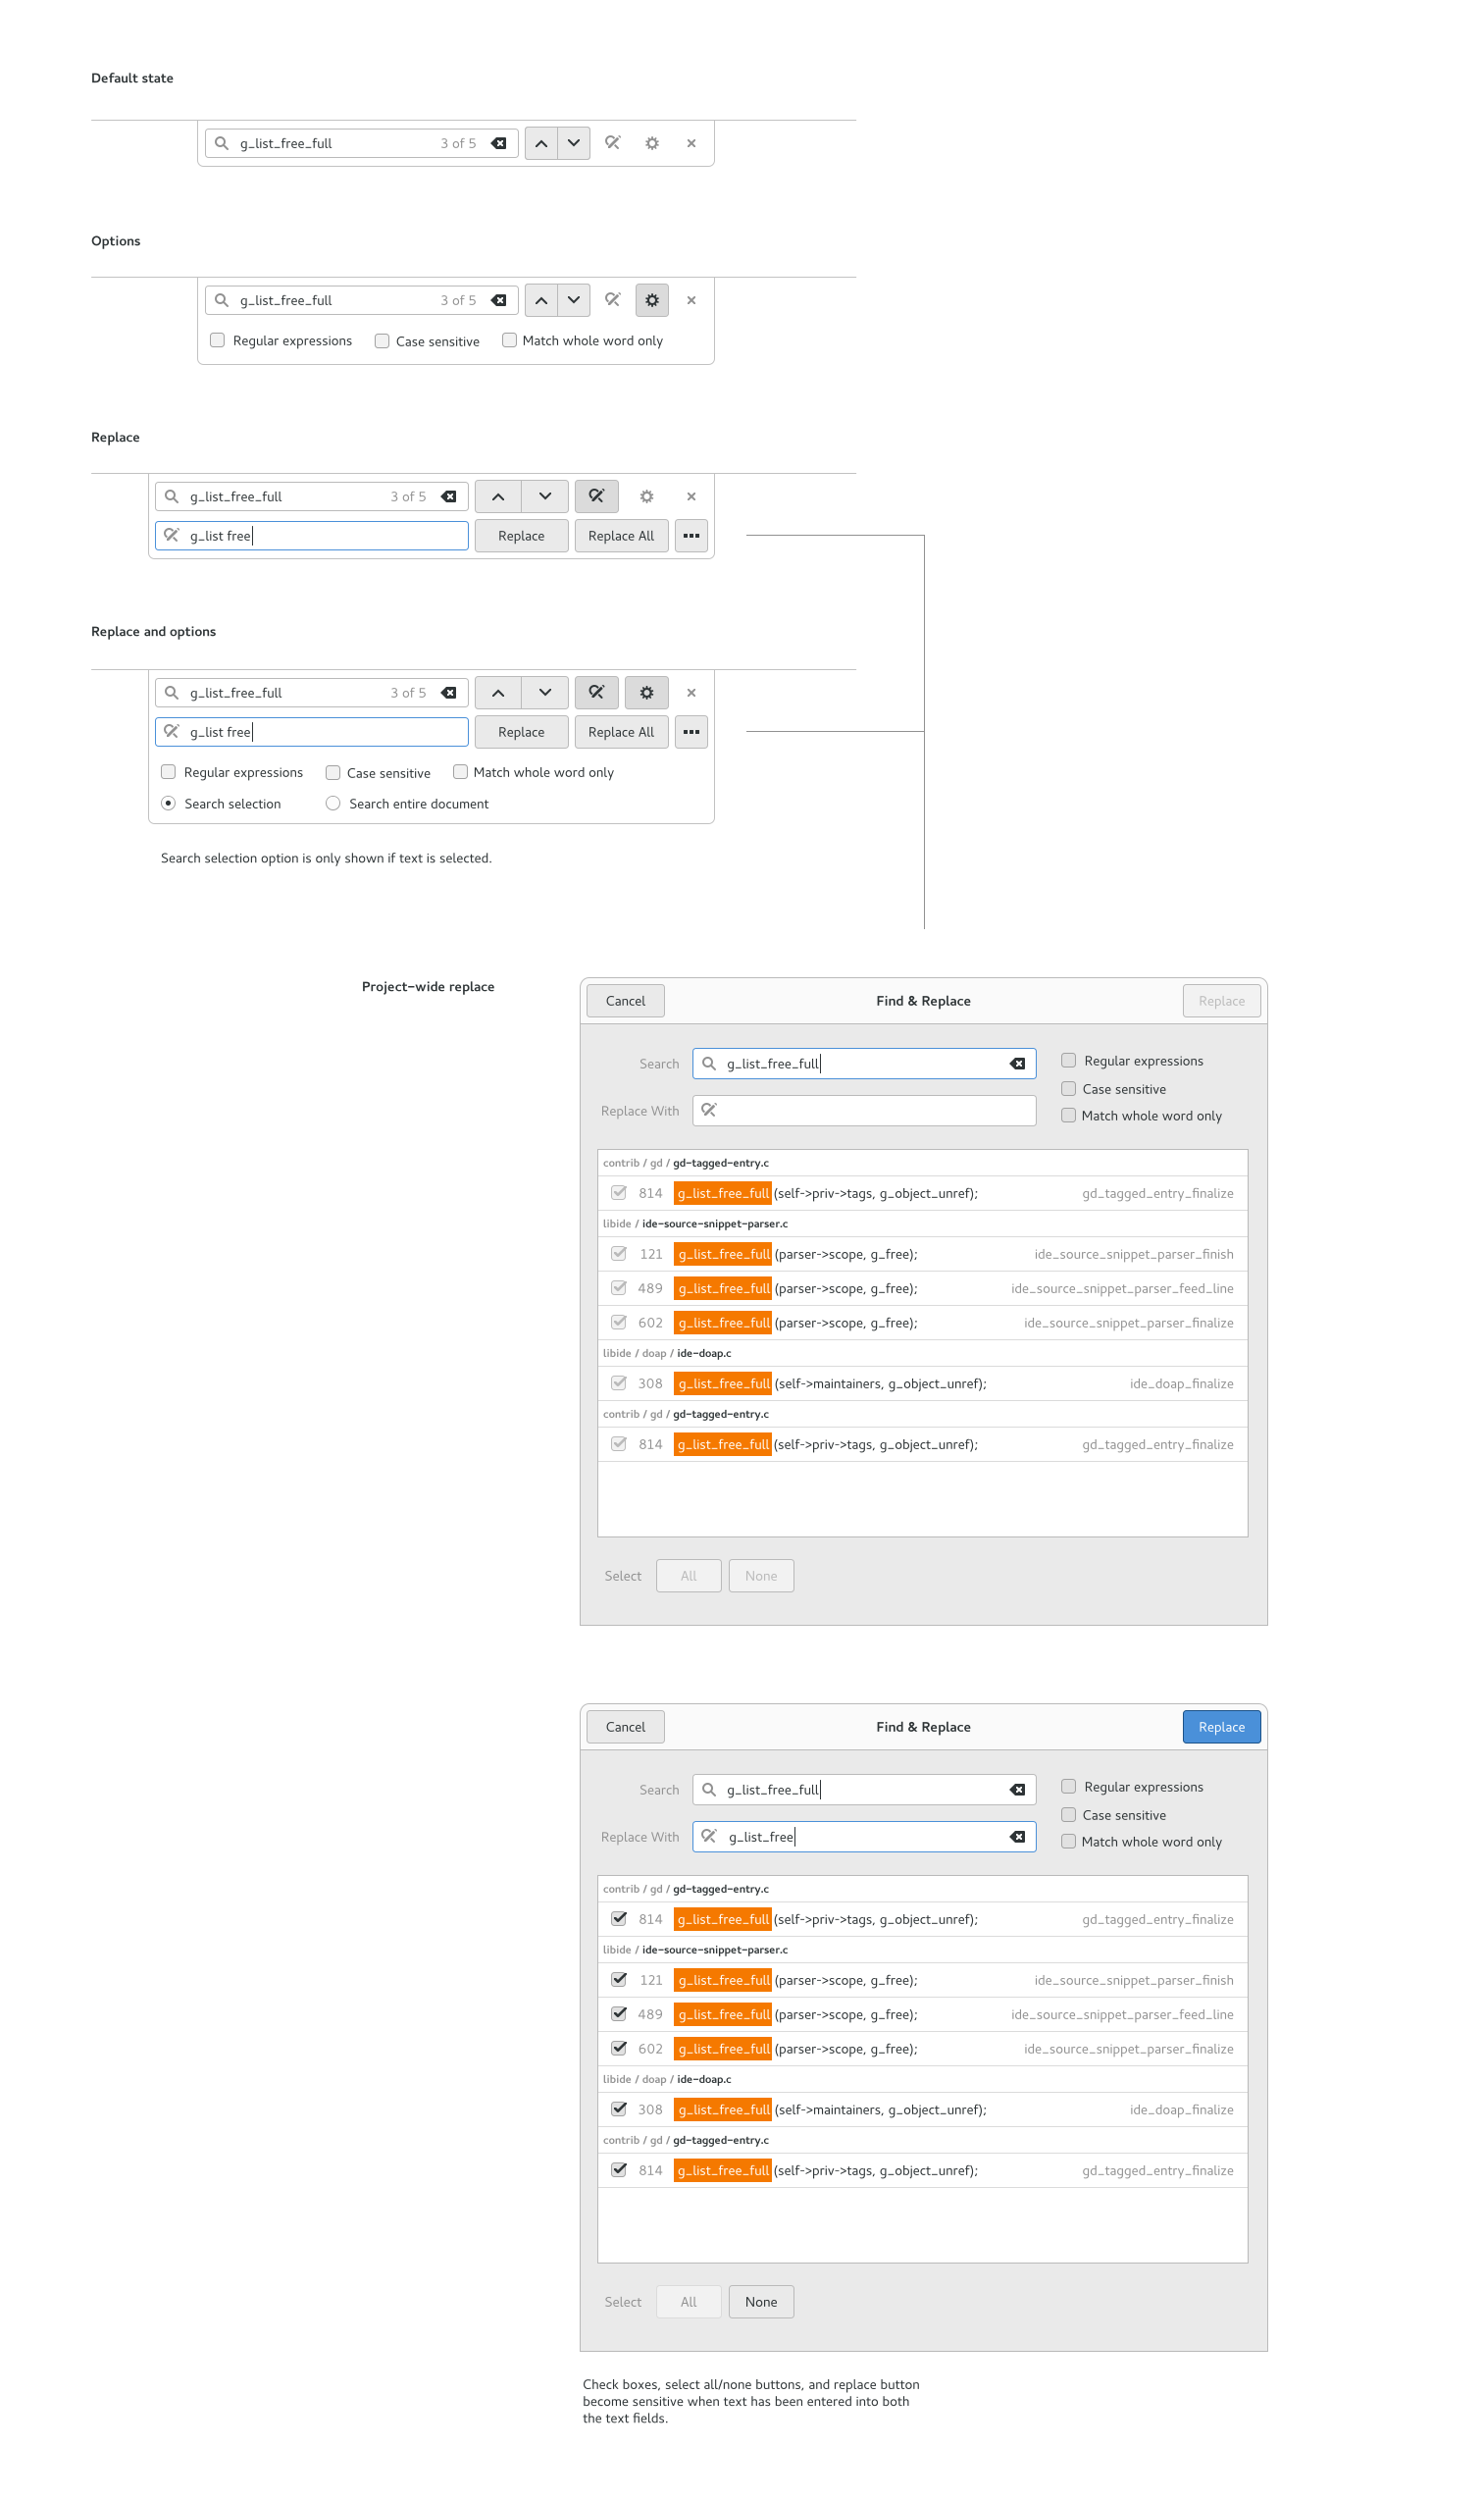 Default state
g_list_free_full 3 of 5
Options
g_list_free_full 3 of 5
Regular expressions Case sensitive Match whole word only
Replace
g_list_free_full 3 of 5
g_list free Replace Replace All
Replace and options
g_list_free_full 3 of 5
g_list free Replace Replace All
Regular expressions Case sensitive Match whole word only
Search selection Search entire document
Search selection option is only shown if text is selected.
Project-wide replace
Cancel Find & Replace Replace
Search g_list_free_full Regular expressions
Case sensitive
Replace With Match whole word only
contrib / gd / gd-tagged-entry.c
814 g_list_free_full (self->priv->tags, g_object_unref); gd_tagged_entry_finalize
libide / ide-source-snippet-parser.c
121 g_list_free_full (parser->scope, g_free); ide_source_snippet_parser_finish
489 g_list_free_full (parser->scope, g_free); ide_source_snippet_parser_feed_line
602 g_list_free_full (parser->scope, g_free); ide_source_snippet_parser_finalize
libide / doap / ide-doap.c
308 g_list_free_full (self->maintainers, g_object_unref); ide_doap_finalize
contrib / gd / gd-tagged-entry.c
814 g_list_free_full (self->priv->tags, g_object_unref); gd_tagged_entry_finalize
Select All None
Cancel Find & Replace Replace
Search g_list_free_full Regular expressions
Case sensitive
Replace With g_list_free Match whole word only
contrib / gd / gd-tagged-entry.c
814 g_list_free_full (self->priv->tags, g_object_unref); gd_tagged_entry_finalize
libide / ide-source-snippet-parser.c
121 g_list_free_full (parser->scope, g_free); ide_source_snippet_parser_finish
489 g_list_free_full (parser->scope, g_free); ide_source_snippet_parser_feed_line
602 g_list_free_full (parser->scope, g_free); ide_source_snippet_parser_finalize
libide / doap / ide-doap.c
308 g_list_free_full (self->maintainers, g_object_unref); ide_doap_finalize
contrib / gd / gd-tagged-entry.c
814 g_list_free_full (self->priv->tags, g_object_unref); gd_tagged_entry_finalize
Select All None
Check boxes, select all/none buttons, and replace button
become sensitive when text has been entered into both
the text fields.